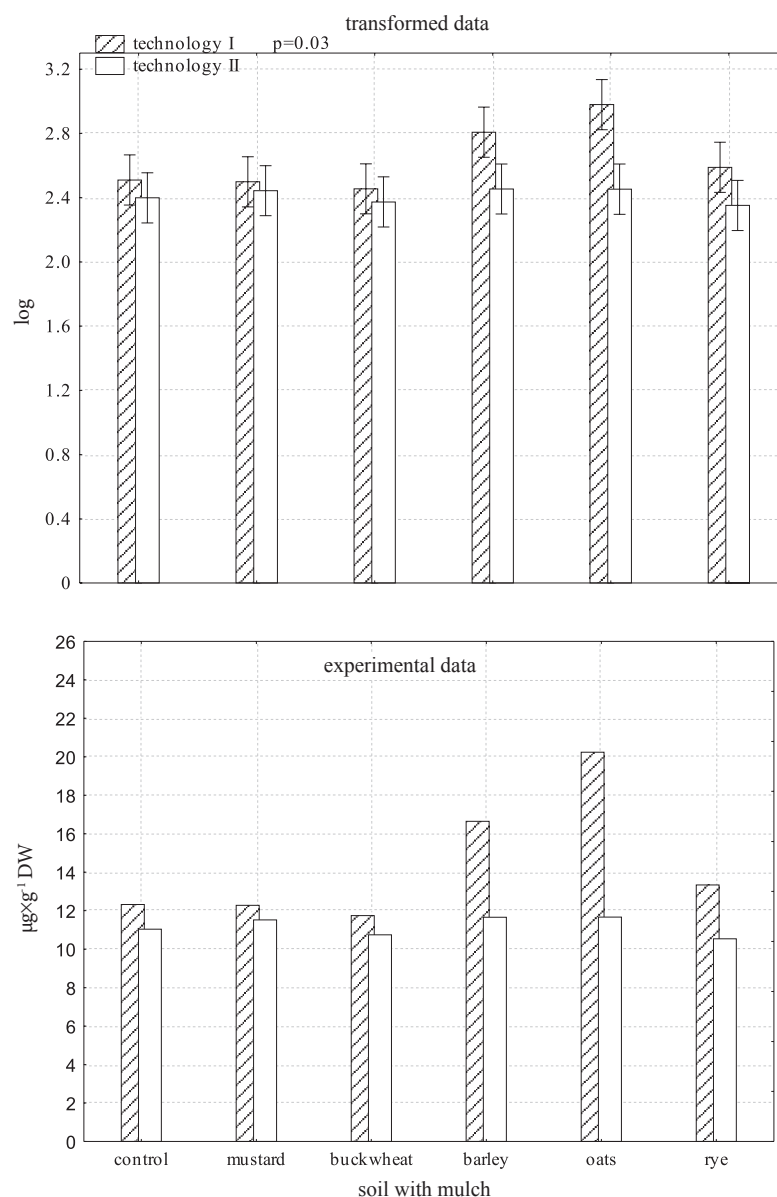 transformed data
technology I p=0.03
technology II
3.2
2.8
2.4
2.0
1.6
1.2
0.8
0.4
0
log
experimental data
26
24
22
20
18
16
14
12
10
8
6
4
2
0
µg×g⁻¹ DW
control mustard buckwheat barley oats rye
soil with mulch